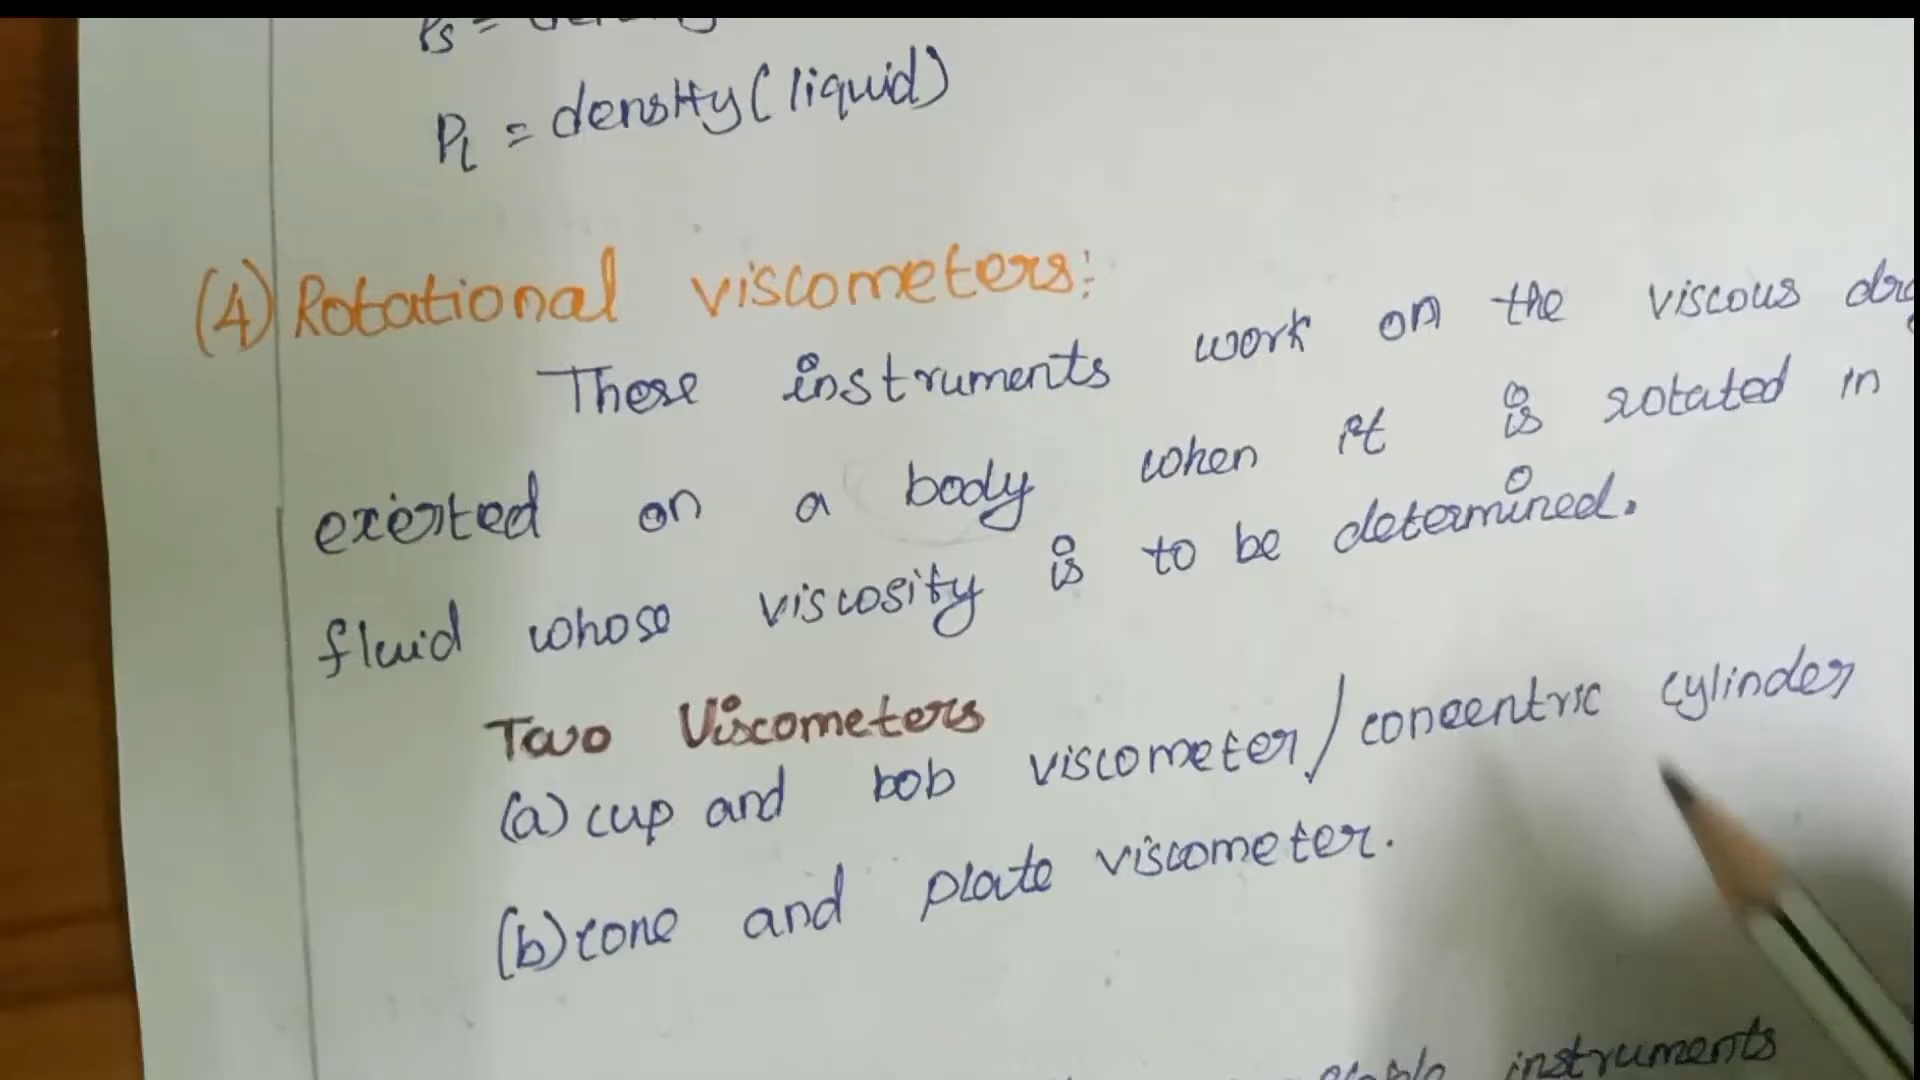 Pl = density (liquid)
(4) Rotational viscometers:
These instruments work on the viscous
exerted on a body when it is rotated in
fluid whose viscosity is to be determined.
Two Viscometers
(a) cup and bob viscometer/concentric cylinder
(b) cone and plate viscometer.
instruments